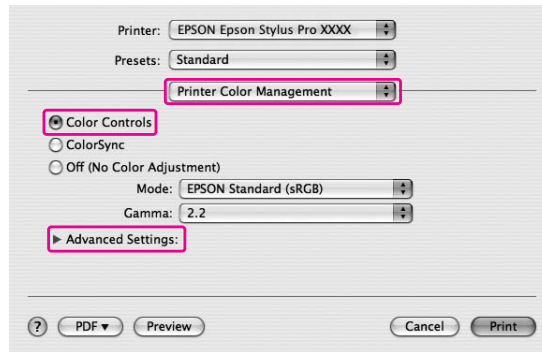 Printer: EPSON Epson Stylus Pro XXXX
Presets: Standard
Printer Color Management
Color Controls
ColorSync
Off (No Color Adjustment)
Mode: EPSON Standard (sRGB)
Gamma: 2.2
Advanced Settings:
? PDF Preview Cancel Print